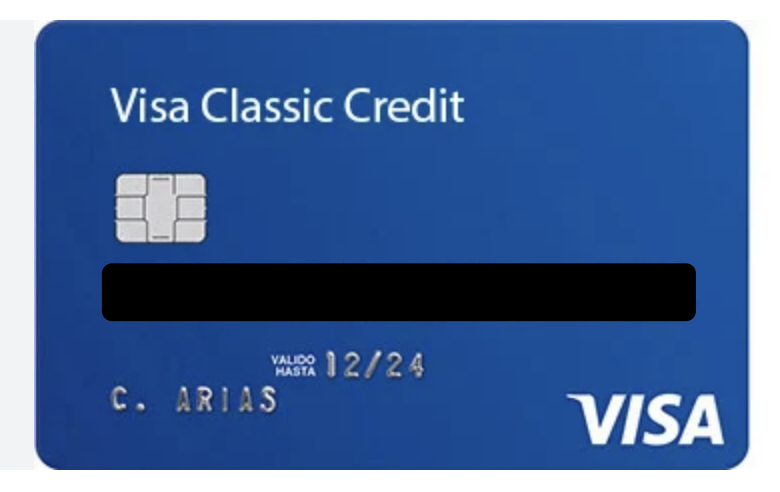 Visa Classic Credit
VALIDO
HASTA 12/24
C. ARIAS
VISA